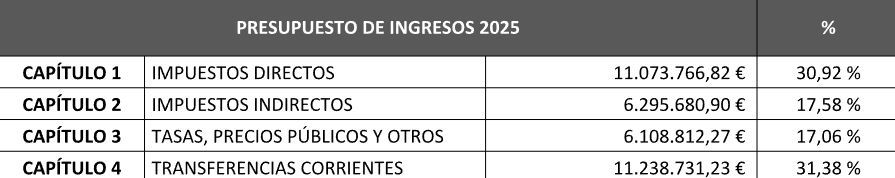 PRESUPUESTO DE INGRESOS 2025 %
CAPÍTULO 1 IMPUESTOS DIRECTOS 11.073.766,82 € 30,92 %
CAPÍTULO 2 IMPUESTOS INDIRECTOS 6.295.680,90 € 17,58 %
CAPÍTULO 3 TASAS, PRECIOS PÚBLICOS Y OTROS 6.108.812,27 € 17,06 %
CAPÍTULO 4 TRANSFERENCIAS CORRIENTES 11.238.731,23 € 31,38 %